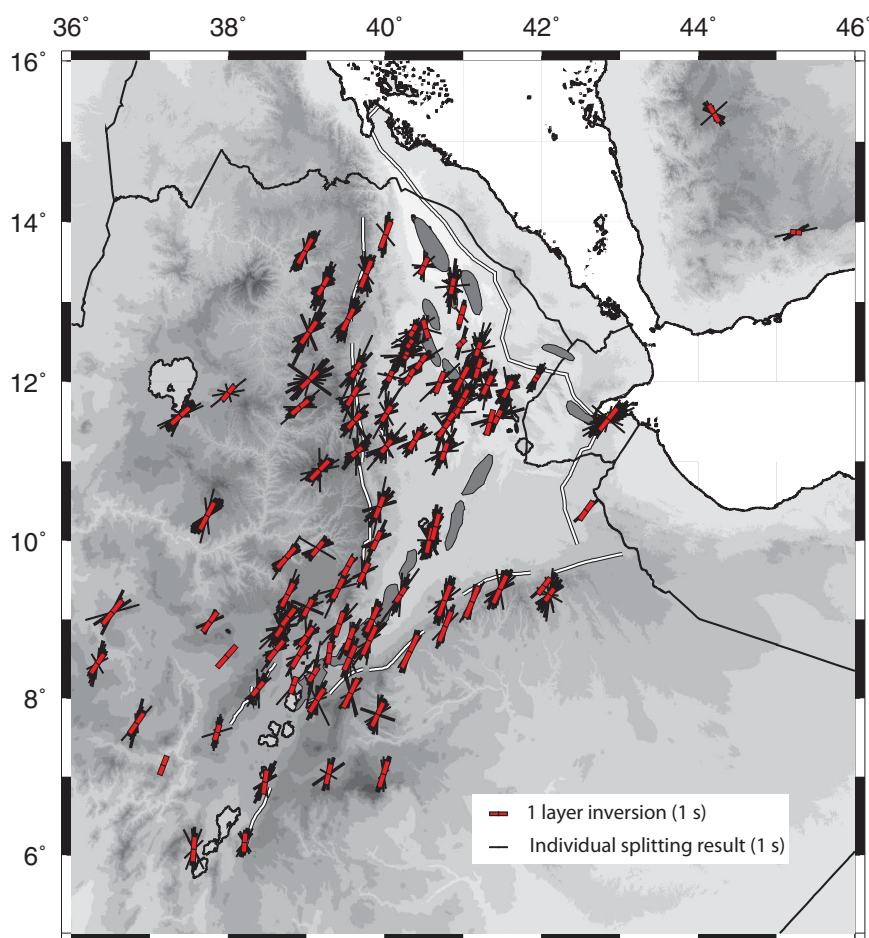 36˚ 38˚ 40˚ 42˚ 44˚ 46˚
16˚
14˚
12˚
10˚
8˚
6˚
1 layer inversion (1 s)
Individual splitting result (1 s)